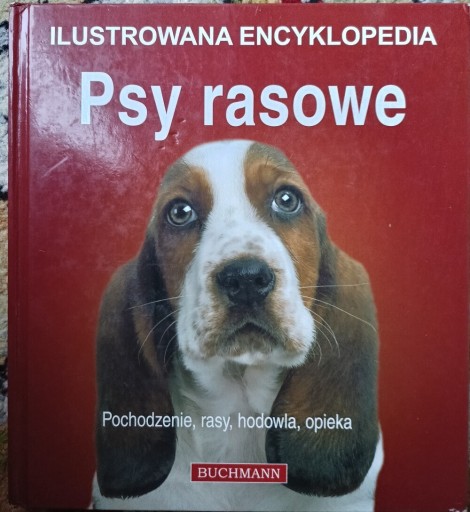 ILUSTROWANA ENCYKLOPEDIA
Psy rasowe
Pochodzenie, rasy, hodowla, opieka
BUCHMANN